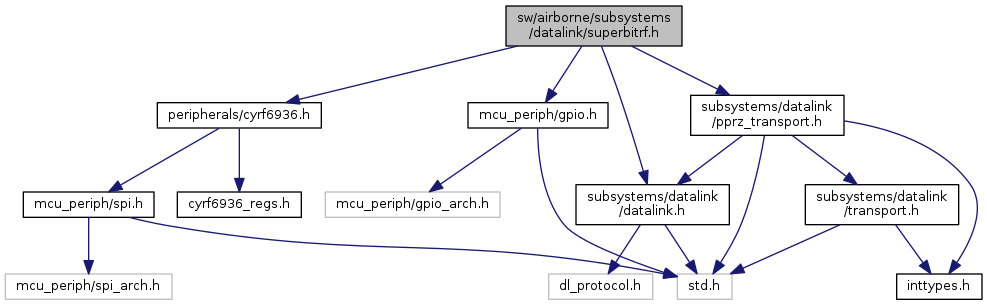 sw/airborne/subsystems
/datalink/superbitrf.h
peripherals/cyrf6936.h
mcu_periph/gpio.h
subsystems/datalink
/pprz_transport.h
mcu_periph/spi.h
cyrf6936_regs.h
mcu_periph/gpio_arch.h
subsystems/datalink
/datalink.h
subsystems/datalink
/transport.h
mcu_periph/spi_arch.h
dl_protocol.h
std.h
inttypes.h